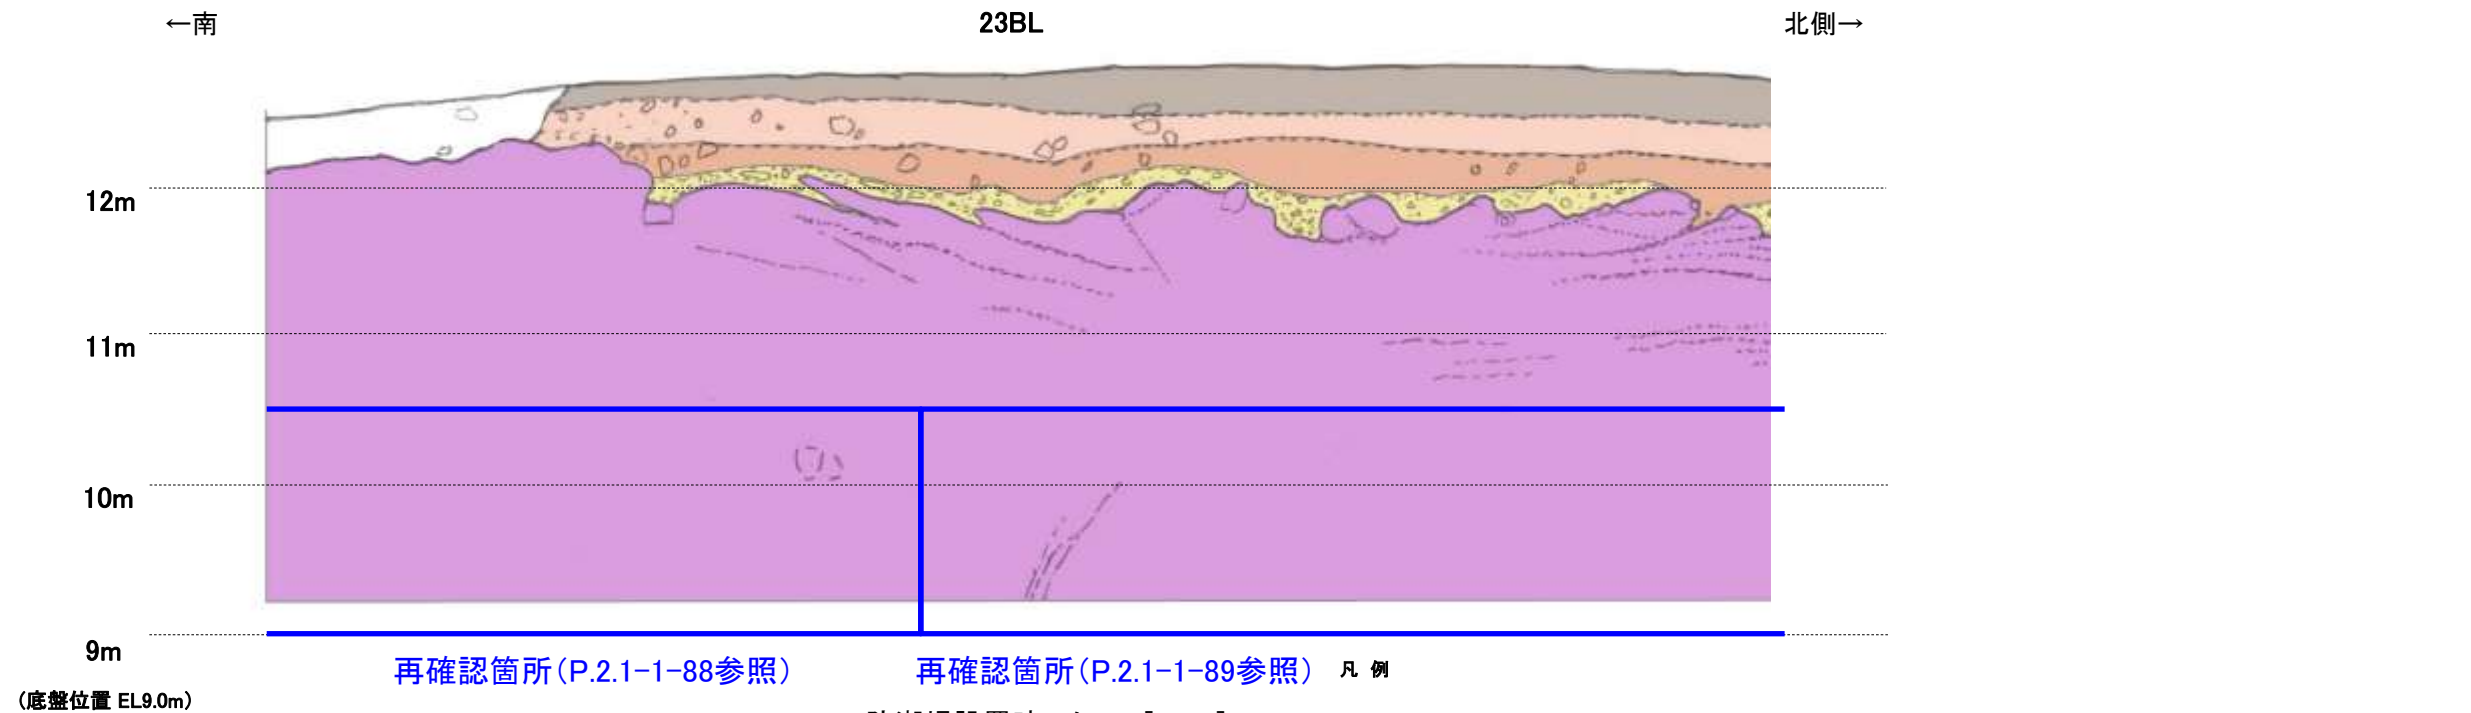 ←南
23BL
北側→
12m
11m
10m
9m
再確認箇所（P.2.1-1-88参照）
再確認箇所（P.2.1-1-89参照）
凡 例
（底盤位置 EL9.0m）